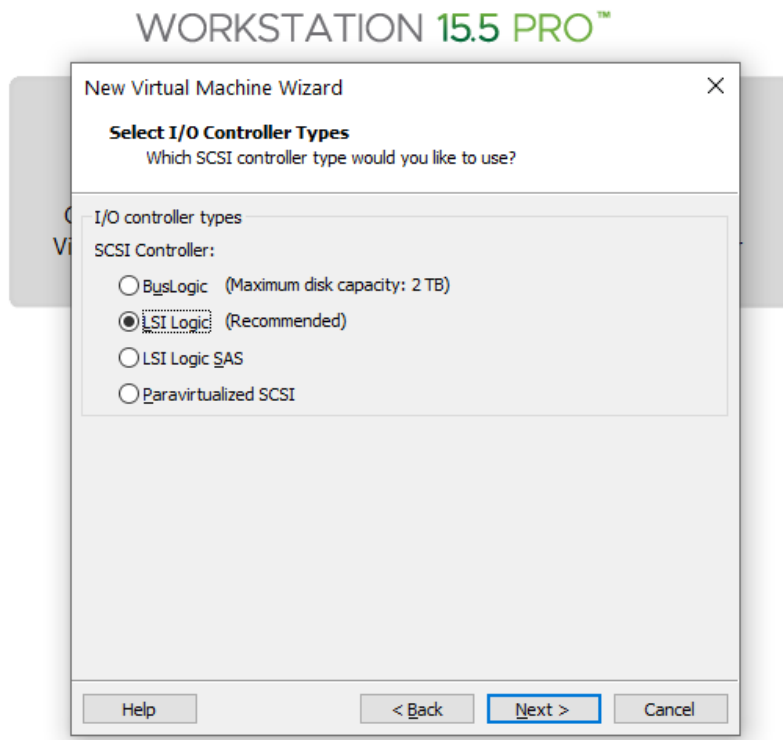 WORKSTATION 15.5 PRO™
New Virtual Machine Wizard
Select I/O Controller Types
Which SCSI controller type would you like to use?
I/O controller types
SCSI Controller:
BusLogic (Maximum disk capacity: 2 TB)
LSI Logic (Recommended)
LSI Logic SAS
Paravirtualized SCSI
Help < Back Next > Cancel